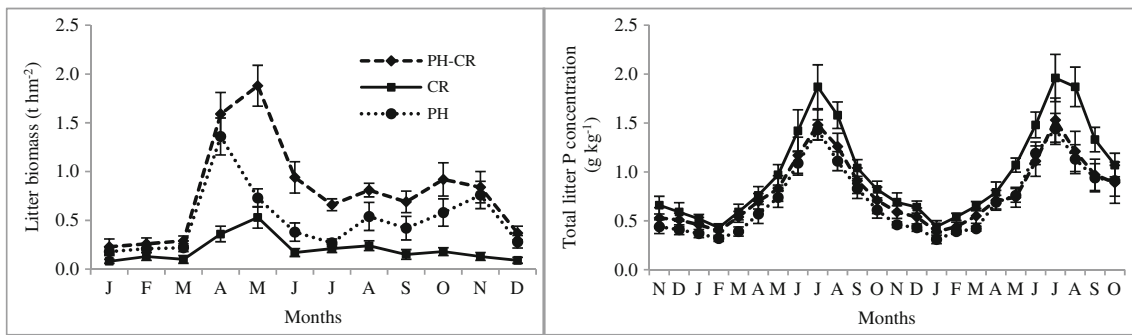 2.5
2.0
1.5
1.0
0.5
0.0
Litter biomass (t hm-2)
PH-CR
CR
PH
J F M A M J J A S O N D
Months
2.5
2.0
1.5
1.0
0.5
0.0
Total litter P concentration
(g kg-1)
N D J F M A M J J A S O N D J F M A M J J A S O
Months